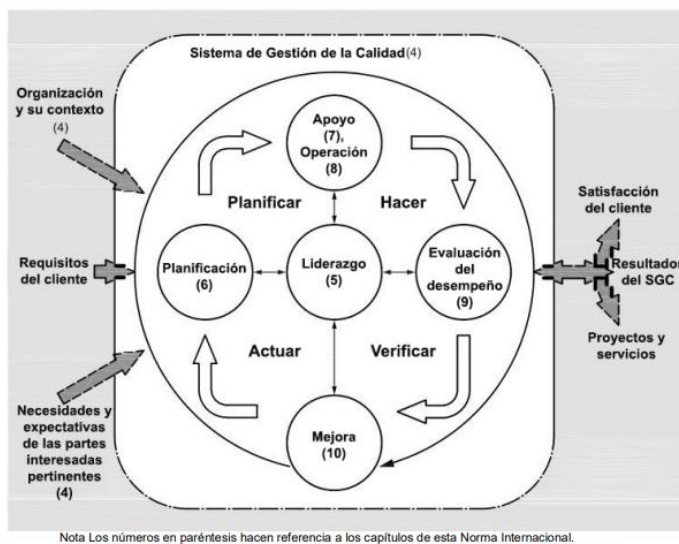 Sistema de Gestión de la Calidad(4)
Organización
y su contexto
(4)
Apoyo
(7),
Operación
(8)
Planificar
Hacer
Satisfacción
del cliente
Requisitos
del cliente
Planificación
(6)
Liderazgo
(5)
Evaluación
del
desempeño
(9)
Resultados
del SGC
Actuar
Verificar
Proyectos y
servicios
Necesidades y
expectativas
de las partes
interesadas
pertinentes
(4)
Mejora
(10)
Nota Los números en paréntesis hacen referencia a los capítulos de esta Norma Internacional.